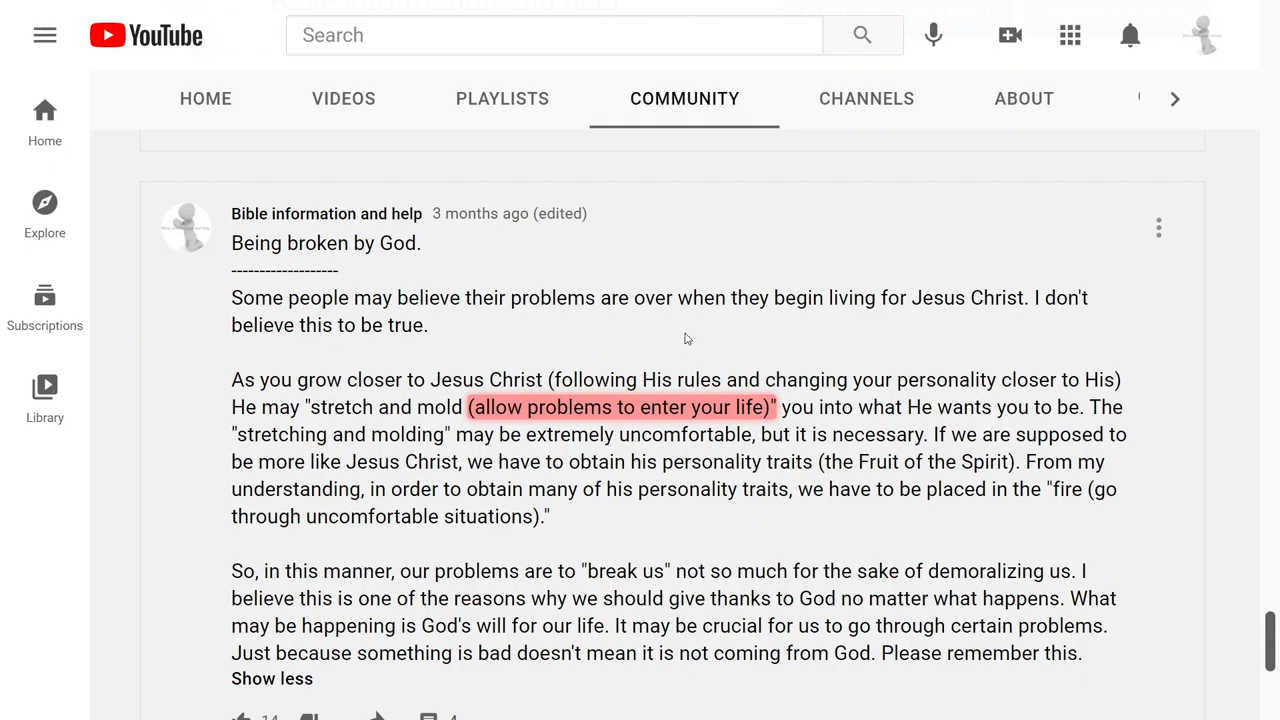 YouTube
Search
HOME
VIDEOS
PLAYLISTS
COMMUNITY
CHANNELS
ABOUT
Home
Explore
Subscriptions
Library
Bible information and help 3 months ago (edited)
Being broken by God.
-------------------
Some people may believe their problems are over when they begin living for Jesus Christ. I don't
believe this to be true.
As you grow closer to Jesus Christ (following His rules and changing your personality closer to His)
He may "stretch and mold (allow problems to enter your life)" you into what He wants you to be. The
"stretching and molding" may be extremely uncomfortable, but it is necessary. If we are supposed to
be more like Jesus Christ, we have to obtain his personality traits (the Fruit of the Spirit). From my
understanding, in order to obtain many of his personality traits, we have to be placed in the "fire (go
through uncomfortable situations)."
So, in this manner, our problems are to "break us" not so much for the sake of demoralizing us. I
believe this is one of the reasons why we should give thanks to God no matter what happens. What
may be happening is God's will for our life. It may be crucial for us to go through certain problems.
Just because something is bad doesn't mean it is not coming from God. Please remember this.
Show less
14
4